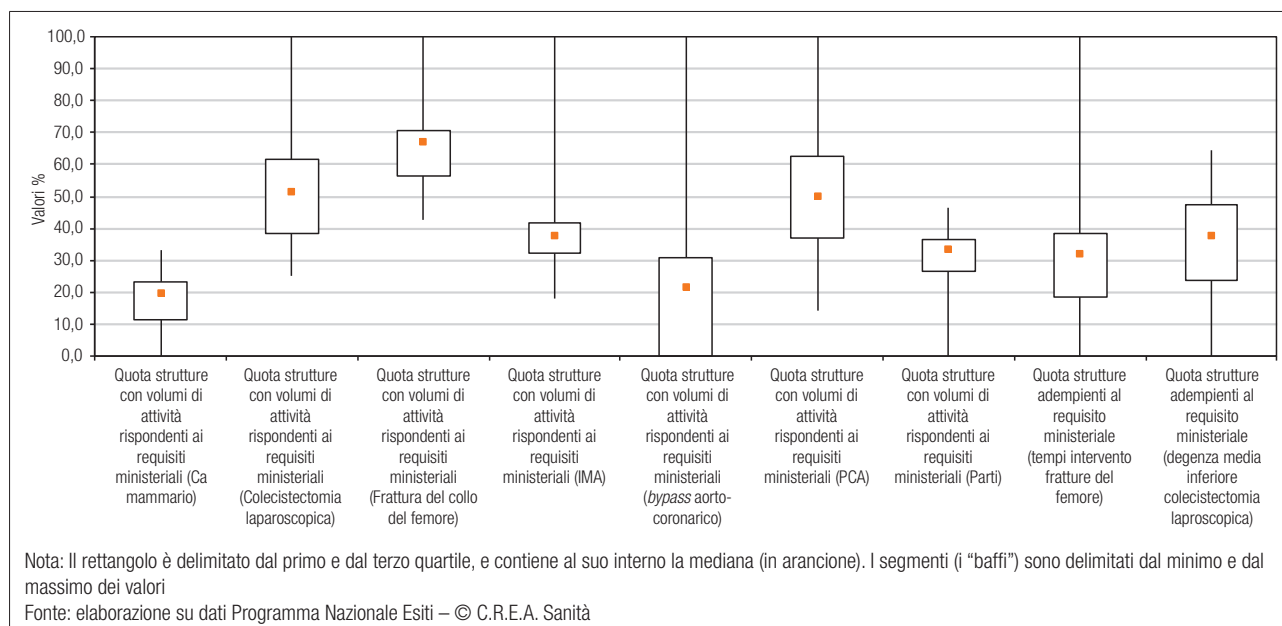 100,0
90,0
80,0
70,0
60,0
50,0
40,0
30,0
20,0
10,0
0,0
Valori %
Quota strutture
con volumi di
attività
rispondenti ai
requisiti
ministeriali (Ca
mammario)
Quota strutture
con volumi di
attività
rispondenti ai
requisiti
ministeriali
(Colecistectomia
laparoscopica)
Quota strutture
con volumi di
attività
rispondenti ai
requisiti
ministeriali
(Frattura del collo
del femore)
Quota strutture
con volumi di
attività
rispondenti ai
requisiti
ministeriali (IMA)
Quota strutture
con volumi di
attività
rispondenti ai
requisiti
ministeriali
(bypass aorto-
coronarico)
Quota strutture
con volumi di
attività
rispondenti ai
requisiti
ministeriali (PCA)
Quota strutture
con volumi di
attività
rispondenti ai
requisiti
ministeriali (Parti)
Quota strutture
adempienti al
requisito
ministeriale
(tempi intervento
fratture del
femore)
Quota strutture
adempienti al
requisito
ministeriale
(degenza media
inferiore
colecistectomia
laproscopica)
Nota: Il rettangolo è delimitato dal primo e dal terzo quartile, e contiene al suo interno la mediana (in arancione). I segmenti (i “baffi”) sono delimitati dal minimo e dal
massimo dei valori
Fonte: elaborazione su dati Programma Nazionale Esiti – © C.R.E.A. Sanità